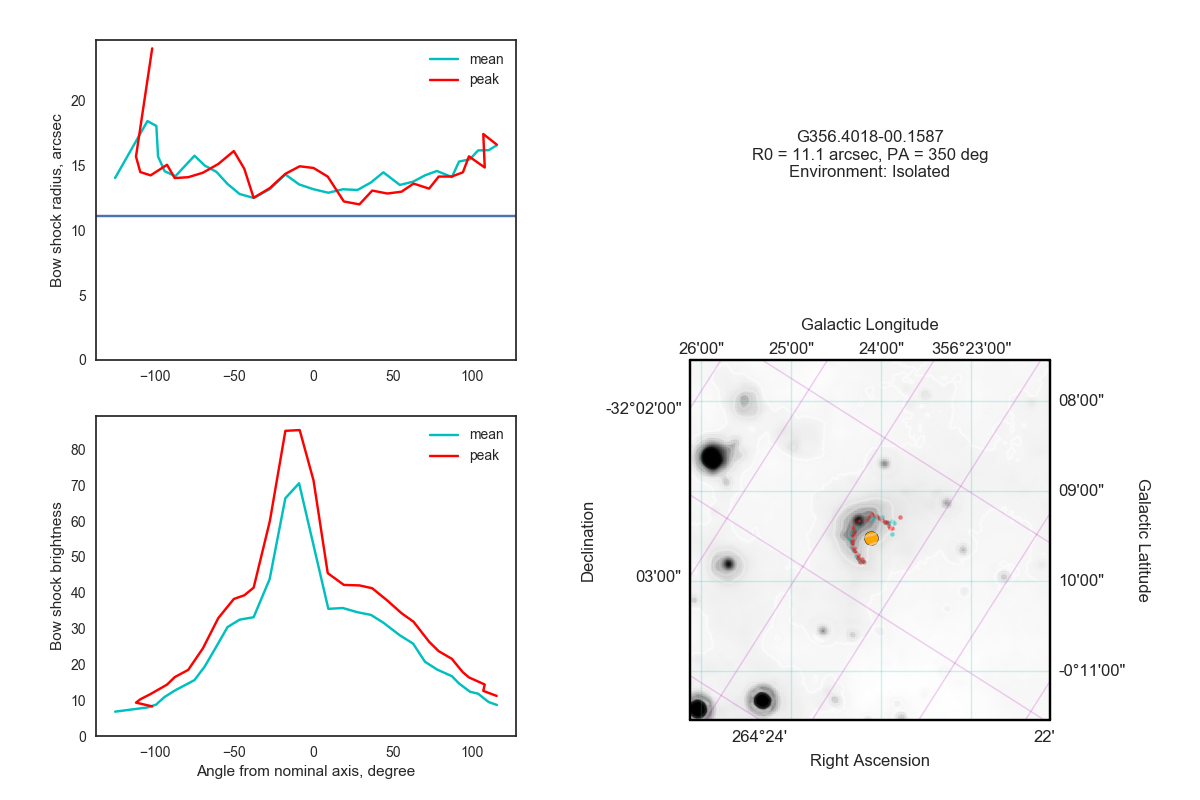 mean
peak
20
15
10
5
0
Bow shock radius, arcsec
−100
−50
0
50
100
G356.4018-00.1587
R0 = 11.1 arcsec, PA = 350 deg
Environment: Isolated
mean
peak
80
70
60
50
40
30
20
10
0
Bow shock brightness
−100
−50
0
50
100
Angle from nominal axis, degree
Galactic Longitude
26'00"
25'00"
24'00"
356°23'00"
-32°02'00"
03'00"
Declination
08'00"
09'00"
10'00"
-0°11'00"
Galactic Latitude
264°24'
22'
Right Ascension